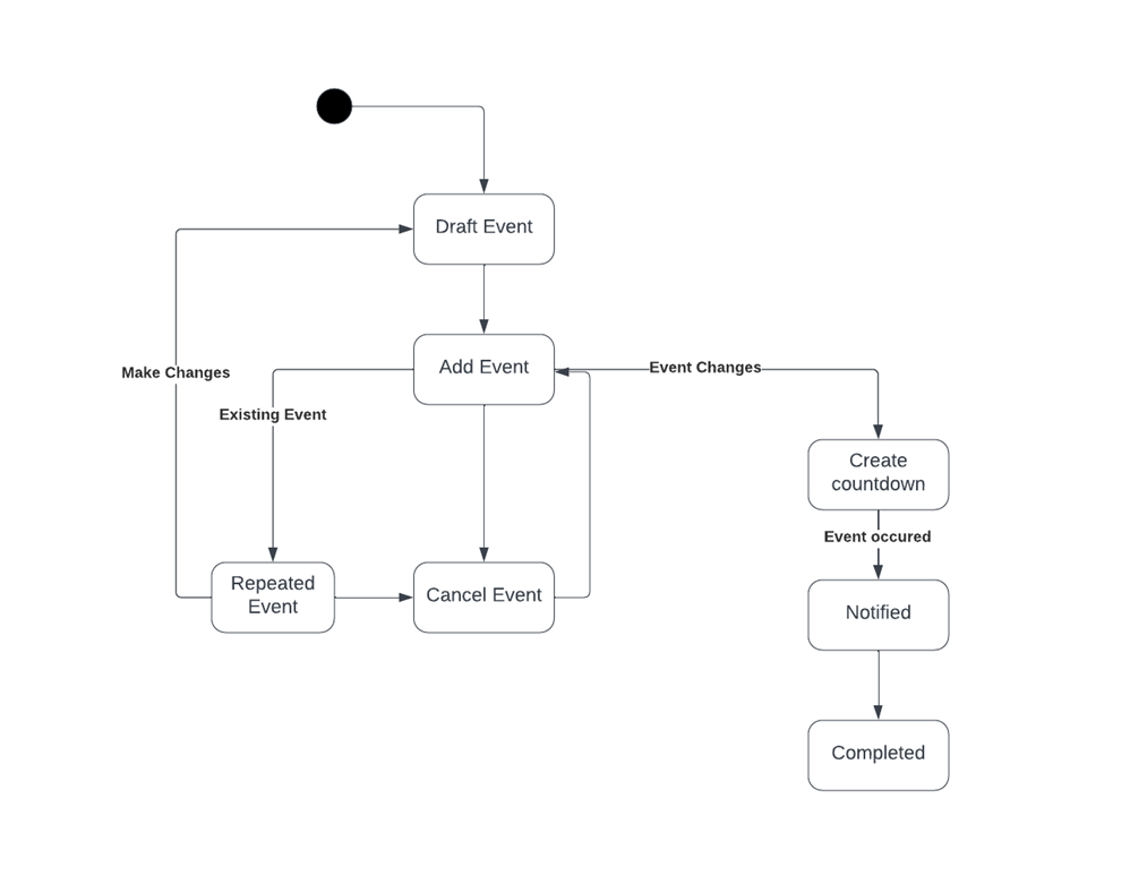 Draft Event
Add Event
Event Changes
Make Changes
Existing Event
Create
countdown
Event occured
Repeated
Event
Cancel Event
Notified
Completed